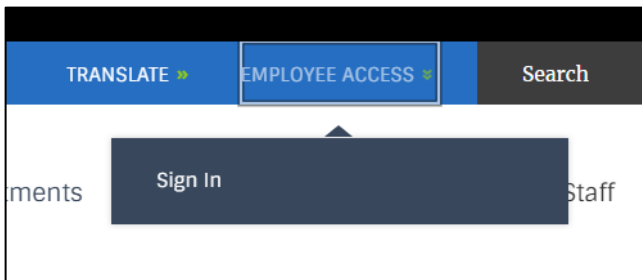 TRANSLATE »
EMPLOYEE ACCESS
Search
Sign In
tments
Staff